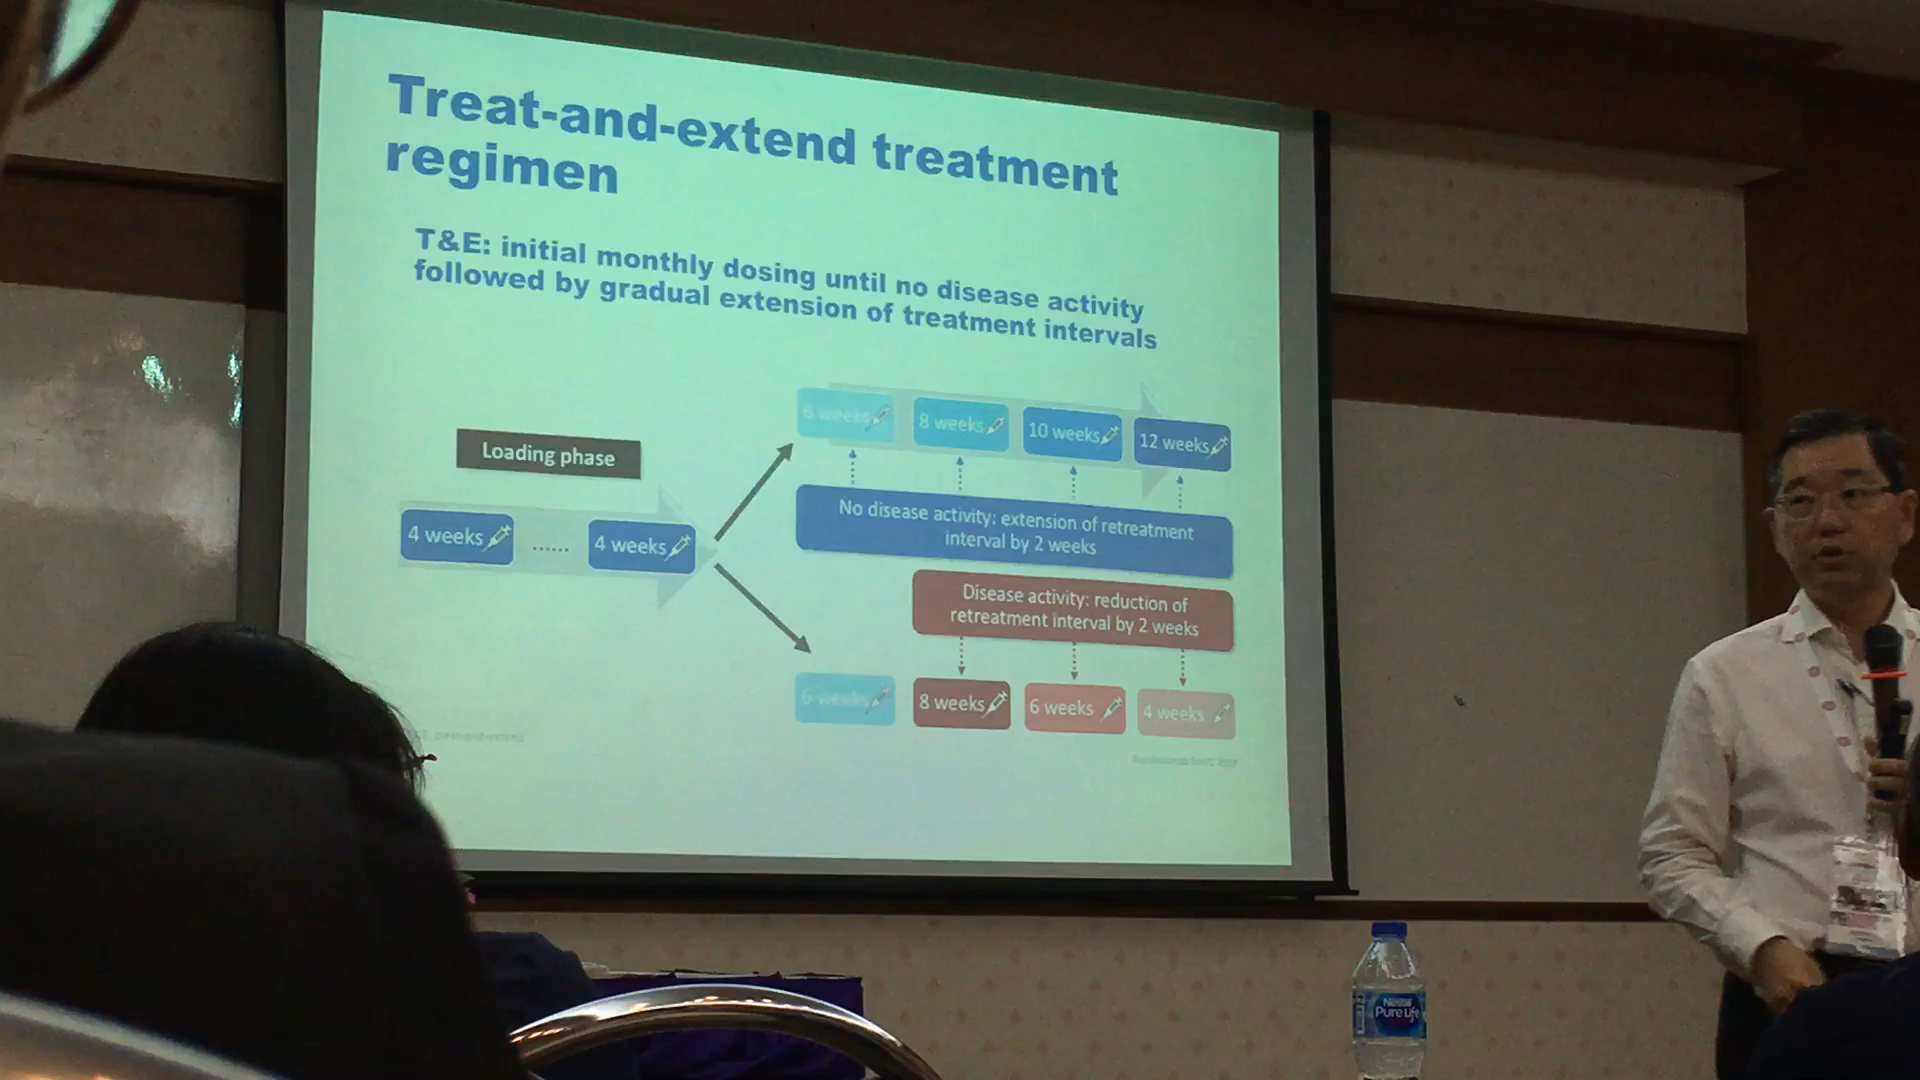 Treat-and-extend treatment
regimen
T&E: initial monthly dosing until no disease activity
followed by gradual extension of treatment intervals
Loading phase
4 weeks
......
4 weeks
6 weeks
8 weeks
10 weeks
12 weeks
No disease activity: extension of retreatment
interval by 2 weeks
Disease activity: reduction of
retreatment interval by 2 weeks
6 weeks
8 weeks
6 weeks
4 weeks
Nestlé
Pure Life